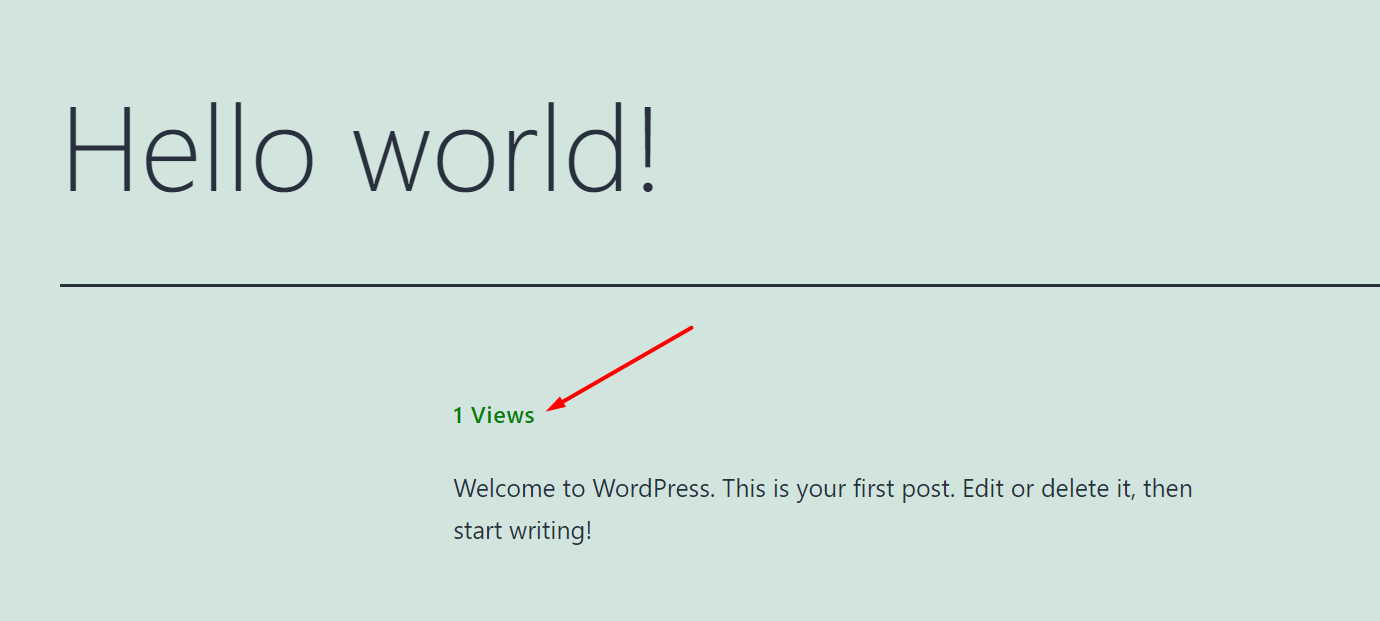 Hello world!
1 Views
Welcome to WordPress. This is your first post. Edit or delete it, then
start writing!